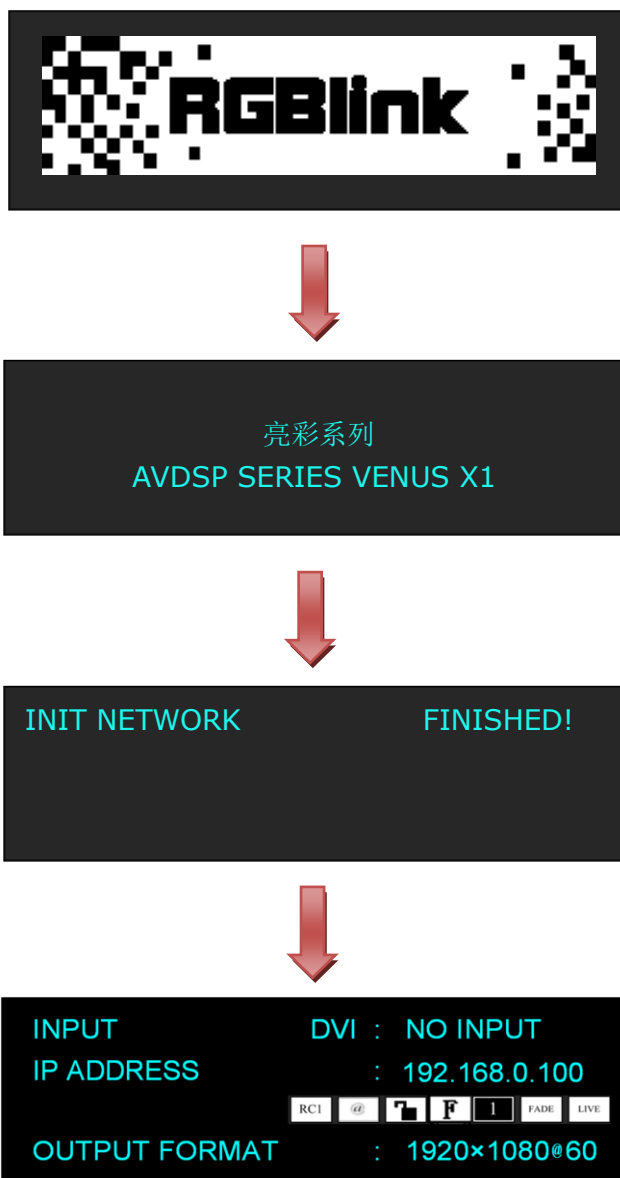 RGBlink
亮彩系列
AVDSP SERIES VENUS X1
INIT NETWORK FINISHED!
INPUT DVI : NO INPUT
IP ADDRESS : 192.168.0.100
RC1 @ F 1 FADE LIVE
OUTPUT FORMAT : 1920×1080@60